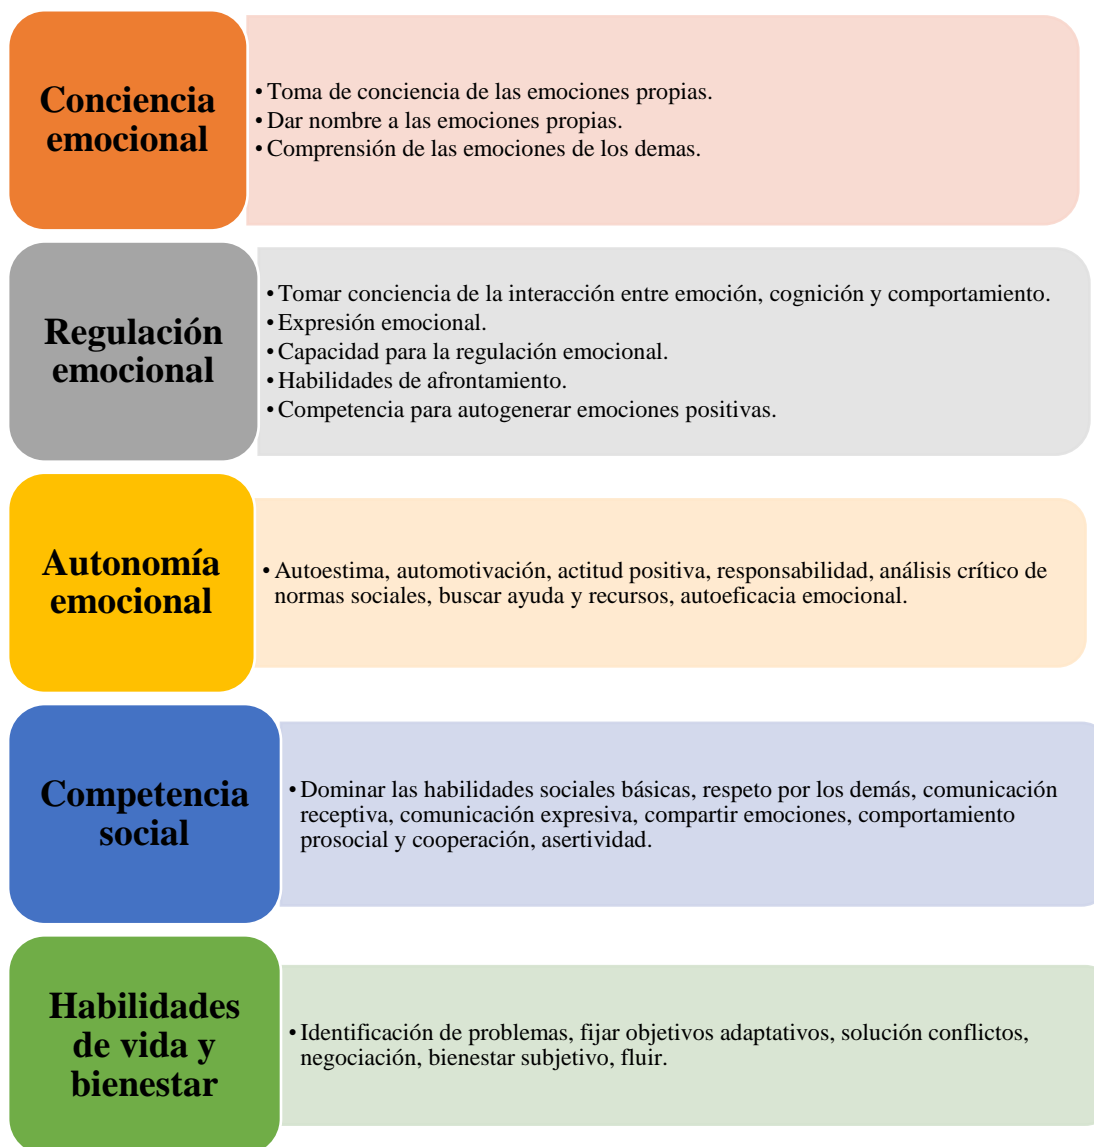 Conciencia
emocional
• Toma de conciencia de las emociones propias.
• Dar nombre a las emociones propias.
• Comprensión de las emociones de los demas.
Regulación
emocional
• Tomar conciencia de la interacción entre emoción, cognición y comportamiento.
• Expresión emocional.
• Capacidad para la regulación emocional.
• Habilidades de afrontamiento.
• Competencia para autogenerar emociones positivas.
Autonomía
emocional
• Autoestima, automotivación, actitud positiva, responsabilidad, análisis crítico de
normas sociales, buscar ayuda y recursos, autoeficacia emocional.
Competencia
social
• Dominar las habilidades sociales básicas, respeto por los demás, comunicación
receptiva, comunicación expresiva, compartir emociones, comportamiento
prosocial y cooperación, asertividad.
Habilidades
de vida y
bienestar
• Identificación de problemas, fijar objetivos adaptativos, solución conflictos,
negociación, bienestar subjetivo, fluir.